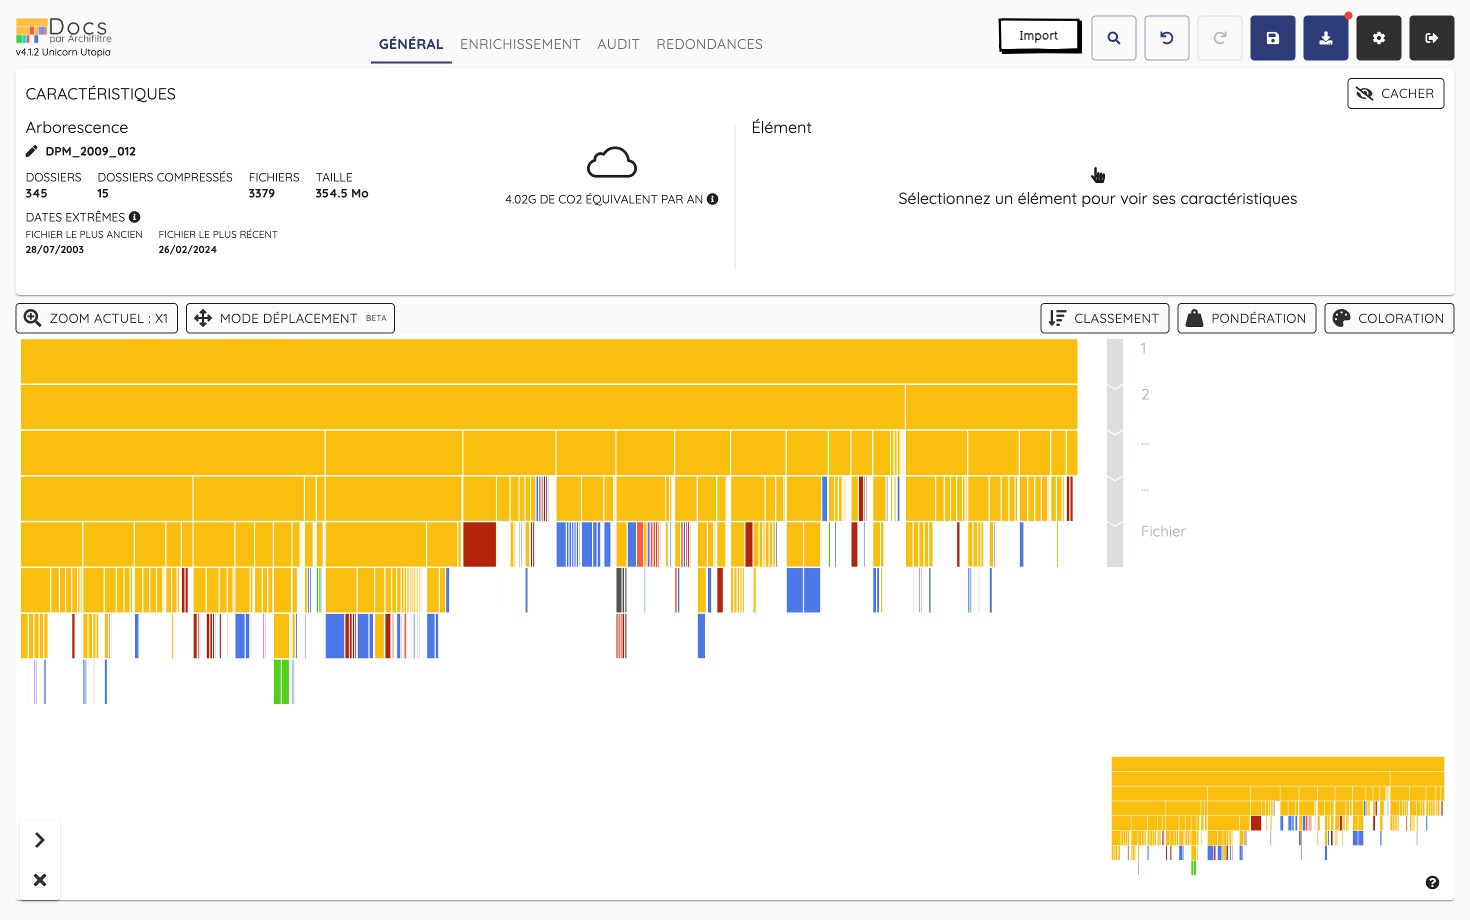 Docs
par Archifiltre
v4.1.2 Unicorn Utopia
GÉNÉRAL
ENRICHISSEMENT
AUDIT
REDONDANCES
Import
CARACTÉRISTIQUES
CACHER
Arborescence
DPM_2009_012
DOSSIERS
DOSSIERS COMPRESSÉS
FICHIERS
TAILLE
345
15
3379
354.5 Mo
DATES EXTRÊMES
FICHIER LE PLUS ANCIEN
FICHIER LE PLUS RÉCENT
28/07/2003
26/02/2024
4.02G DE CO2 ÉQUIVALENT PAR AN
Élément
Sélectionnez un élément pour voir ses caractéristiques
ZOOM ACTUEL : X1
MODE DÉPLACEMENT BETA
CLASSEMENT
PONDÉRATION
COLORATION
1
2
...
...
Fichier